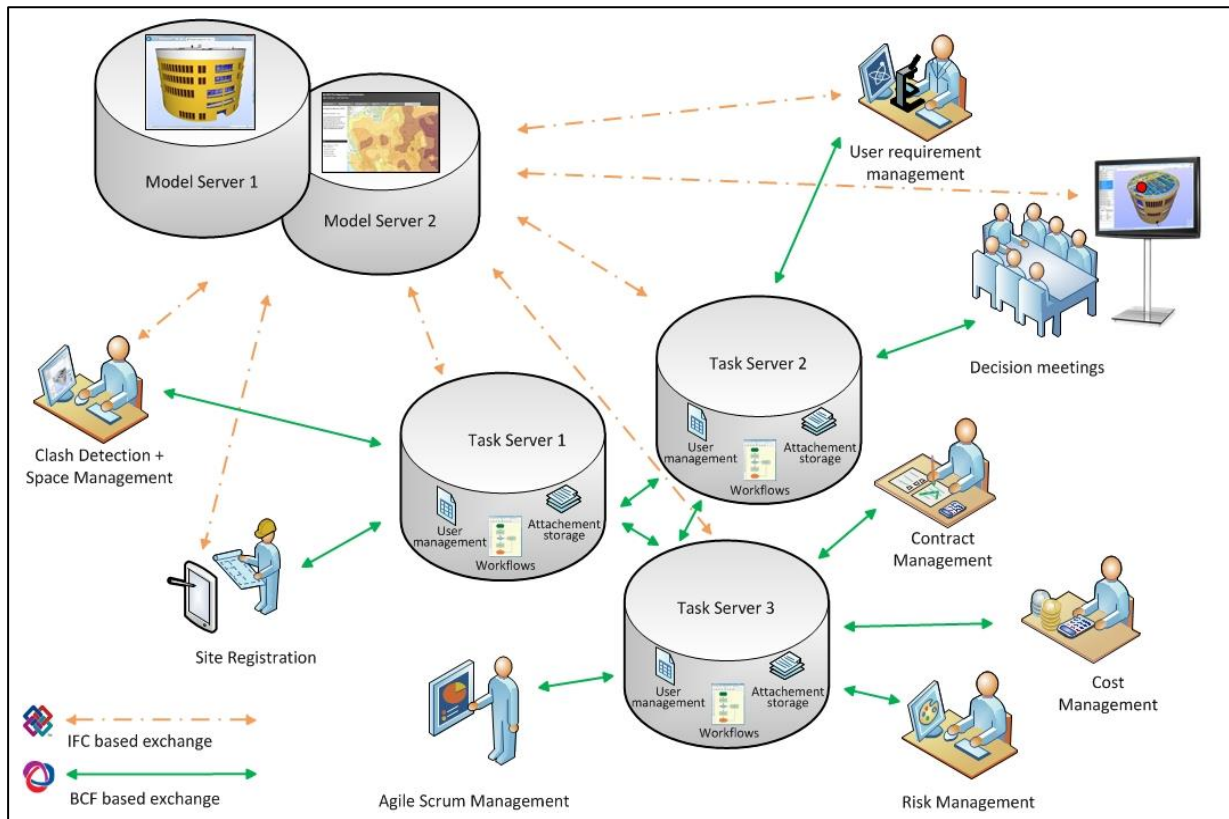 Model Server 1
Model Server 2
User requirement
management
Decision meetings
Task Server 2
User
management
Attachement
storage
Workflows
Task Server 1
User
management
Attachement
storage
Workflows
Clash Detection +
Space Management
Contract
Management
Task Server 3
User
management
Attachement
storage
Workflows
Site Registration
Cost
Management
IFC based exchange
BCF based exchange
Agile Scrum Management
Risk Management